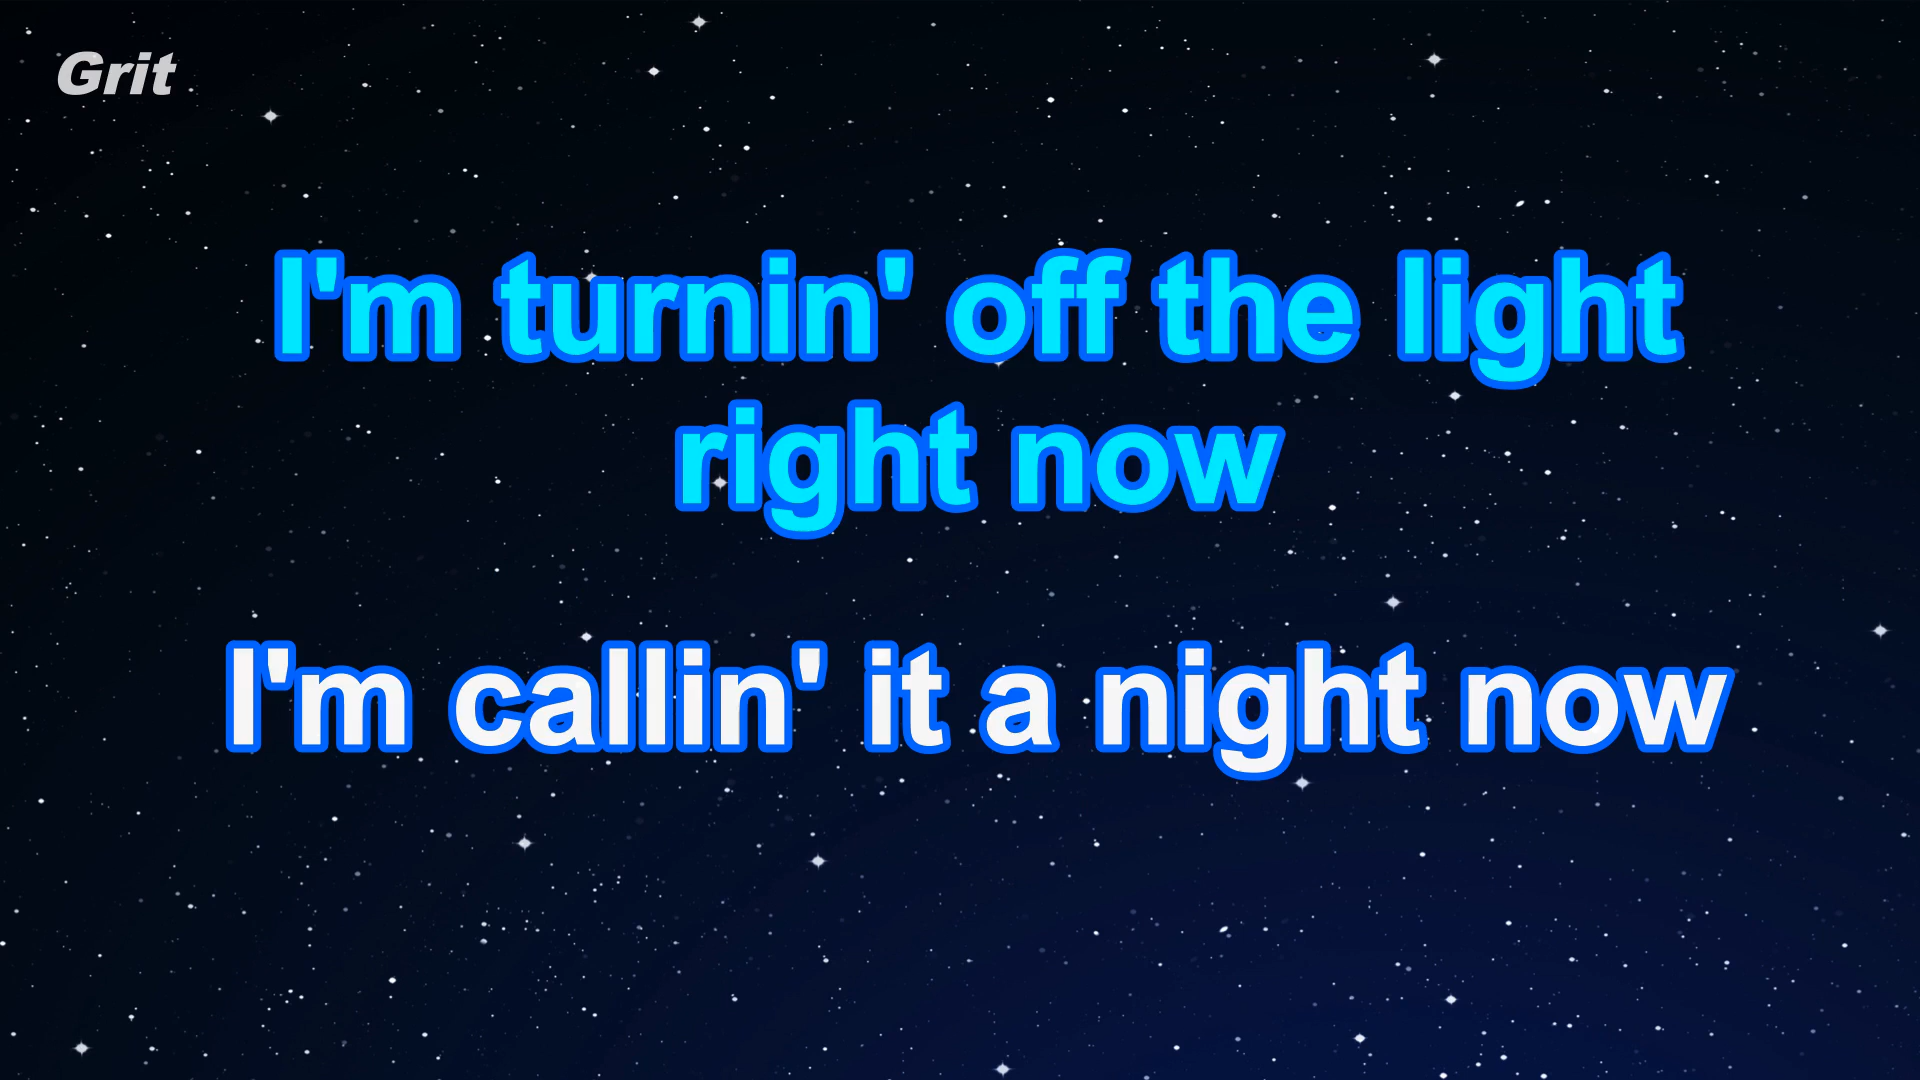 Grit
I'm turnin' off the light
right now
I'm callin' it a night now